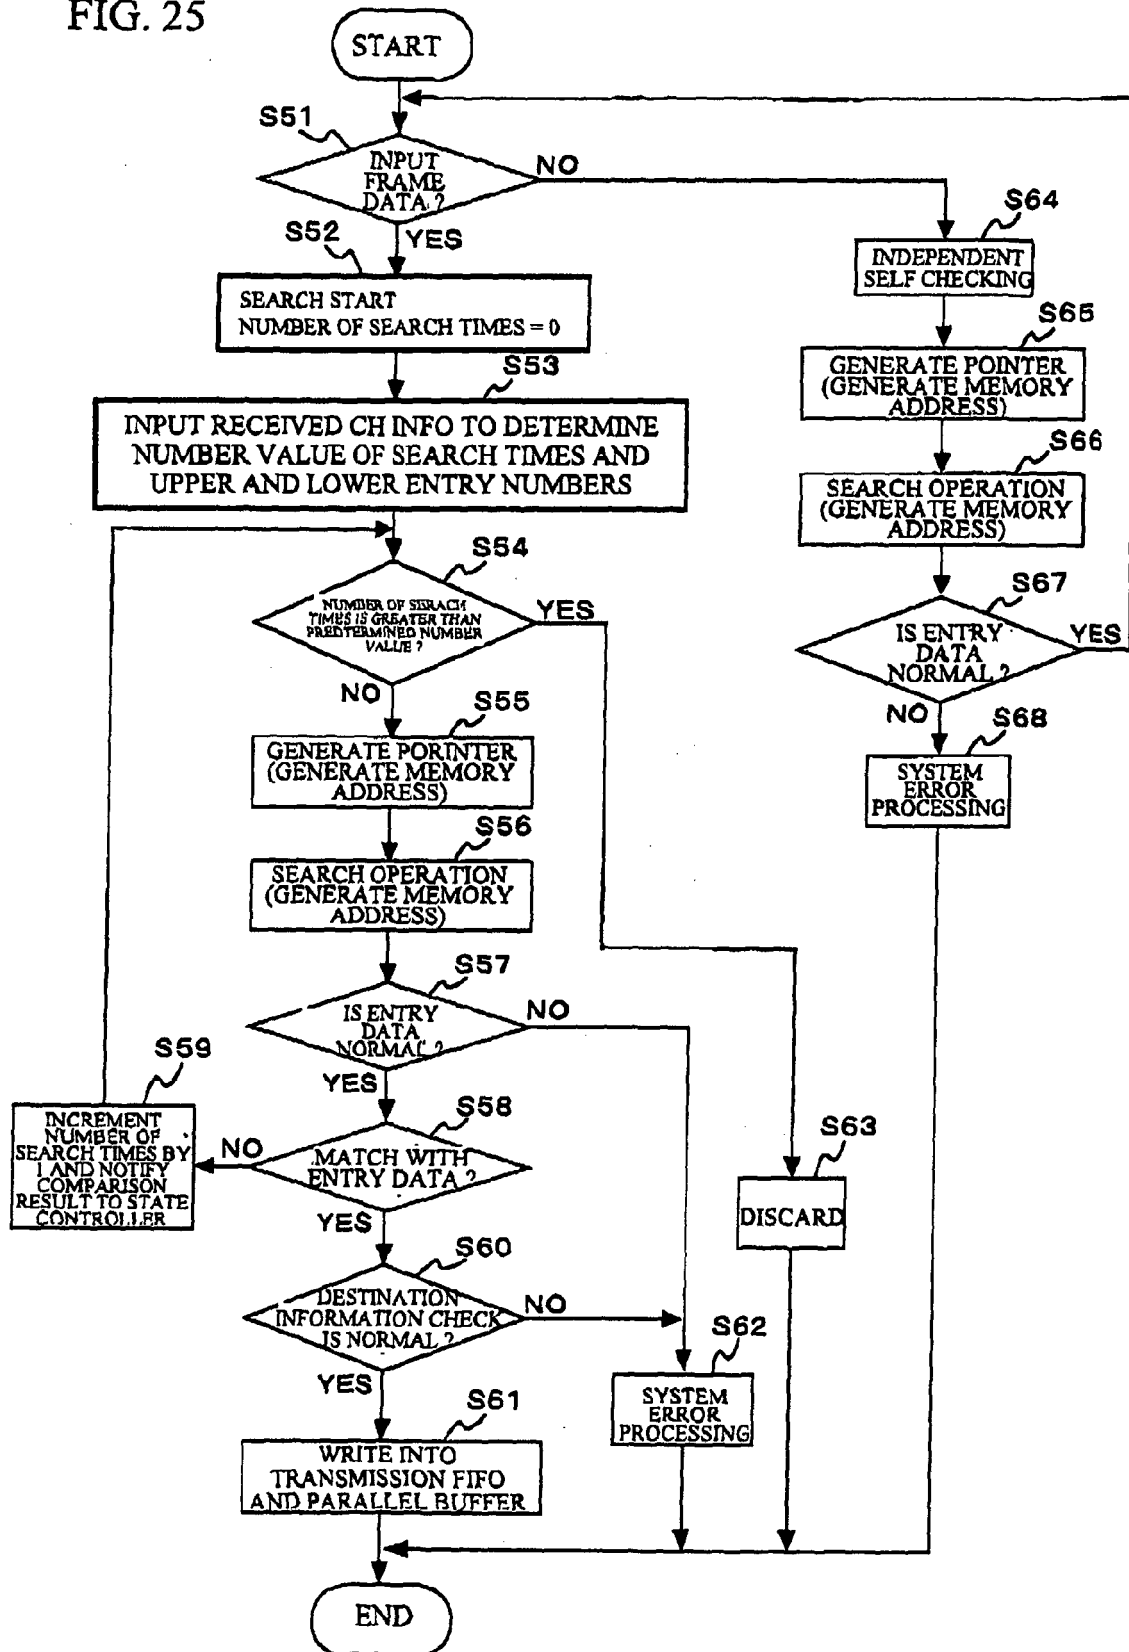 FIG. 25
START
S51
INPUT
FRAME
DATA ?
NO
YES
S52
SEARCH START
NUMBER OF SEARCH TIMES = 0
S53
INPUT RECEIVED CH INFO TO DETERMINE
NUMBER VALUE OF SEARCH TIMES AND
UPPER AND LOWER ENTRY NUMBERS
S54
NUMBER OF SERACH
TIMES IS GREATER THAN
PREDTERMINED NUMBER
VALUE ?
YES
NO
S55
GENERATE PORINTER
(GENERATE MEMORY
ADDRESS)
S56
SEARCH OPERATION
(GENERATE MEMORY
ADDRESS)
S57
IS ENTRY
DATA
NORMAL ?
NO
YES
S58
MATCH WITH
ENTRY DATA ?
NO
YES
S59
INCREMENT
NUMBER OF
SEARCH TIMES BY
1 AND NOTIFY
COMPARISON
RESULT TO STATE
CONTROLLER
S60
DESTINATION
INFORMATION CHECK
IS NORMAL ?
NO
YES
S61
WRITE INTO
TRANSMISSION FIFO
AND PARALLEL BUFFER
S62
SYSTEM
ERROR
PROCESSING
S63
DISCARD
S64
INDEPENDENT
SELF CHECKING
S65
GENERATE POINTER
(GENERATE MEMORY
ADDRESS)
S66
SEARCH OPERATION
(GENERATE MEMORY
ADDRESS)
S67
IS ENTRY
DATA
NORMAL ?
YES
NO
S68
SYSTEM
ERROR
PROCESSING
END